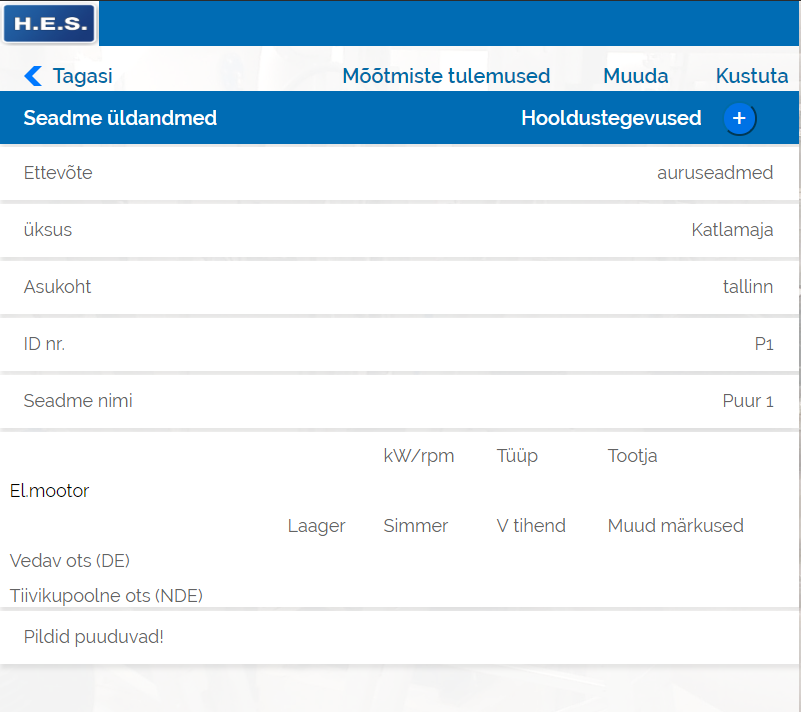 H.E.S.
Tagasi Mõõtmiste tulemused Muuda Kustuta
Seadme üldandmed Hooldustegevused +
Ettevõte auruseadmed
üksus Katlamaja
Asukoht tallinn
ID nr. P1
Seadme nimi Puur 1
kW/rpm Tüüp Tootja
El.mootor
Laager Simmer V tihend Muud märkused
Vedav ots (DE)
Tiivikupoolne ots (NDE)
Pildid puuduvad!